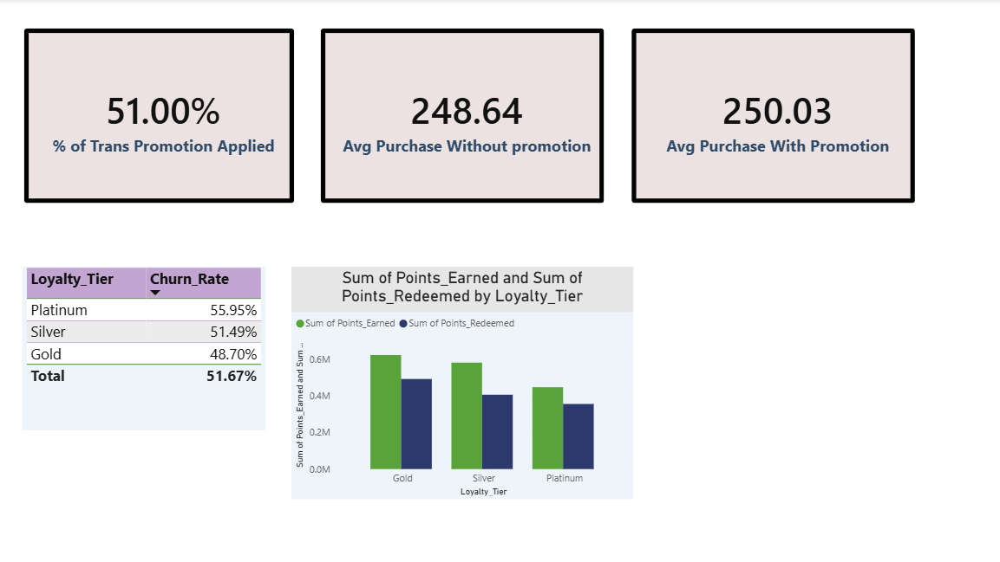 51.00%
% of Trans Promotion Applied
248.64
Avg Purchase Without promotion
250.03
Avg Purchase With Promotion
Loyalty_Tier Churn_Rate
Platinum 55.95%
Silver 51.49%
Gold 48.70%
Total 51.67%
Sum of Points_Earned and Sum of
Points_Redeemed by Loyalty_Tier
Sum of Points_Earned Sum of Points_Redeemed
Sum of Points_Earned and Sum ...
0.6M
0.4M
0.2M
0.0M
Gold Silver Platinum
Loyalty_Tier